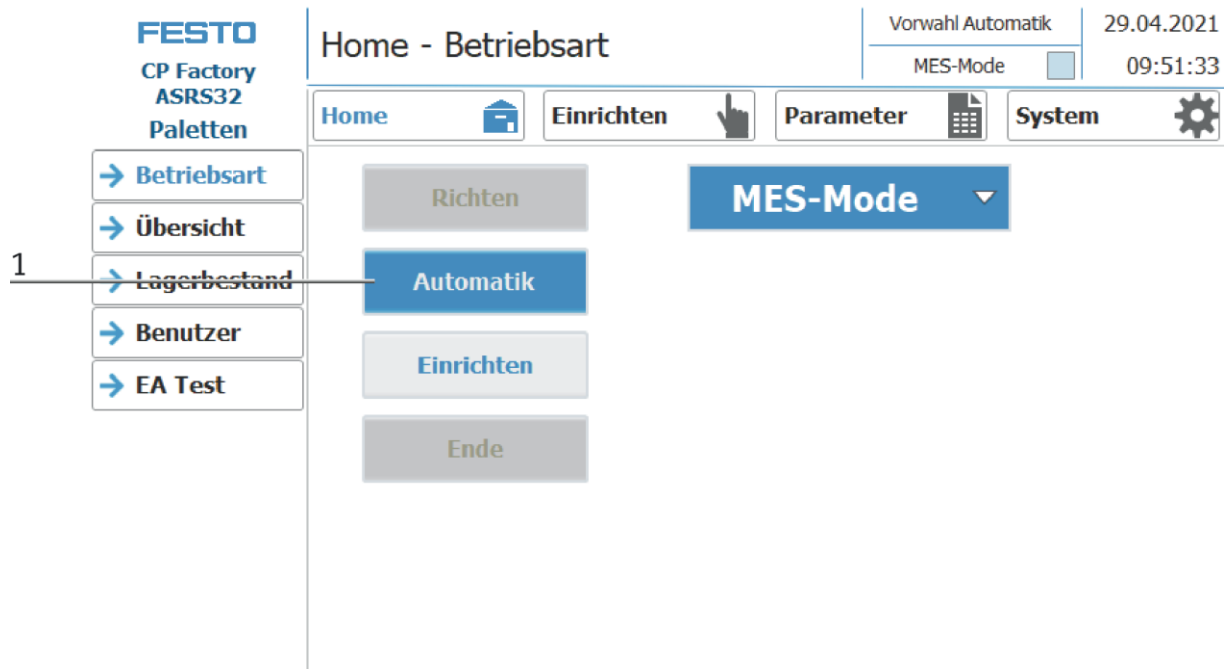 FESTO
CP Factory
ASRS32
Paletten
Home - Betriebsart
Vorwahl Automatik
MES-Mode
29.04.2021
09:51:33
Home
Einrichten
Parameter
System
Betriebsart
Übersicht
Lagerbestand
Benutzer
EA Test
1
Richten
Automatik
Einrichten
Ende
MES-Mode